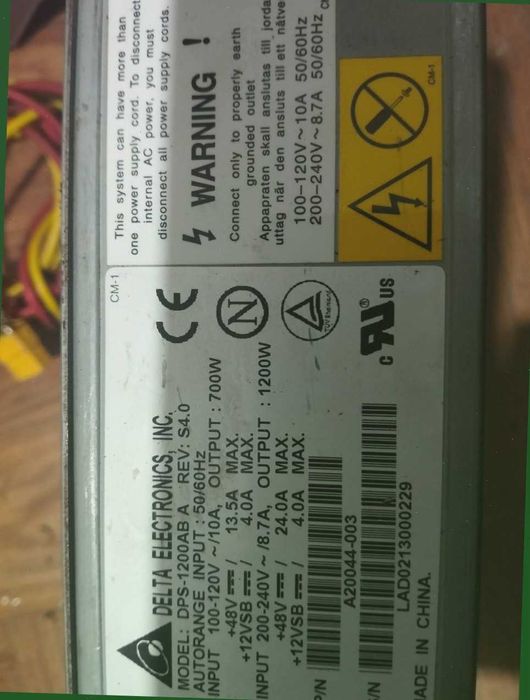 This system can have more than
one power supply cord. To disconnect
internal AC power, you must
disconnect all power supply cords.
WARNING !
Connect only to properly earth
grounded outlet
Appapraten skall anslutas till jorda
uttag når den ansluts till ett nåtve
100–120V ~ 10A 50/60Hz
200–240V ~ 8.7A 50/60Hz
CM-1
CM-1
DELTA ELECTRONICS, INC.
MODEL: DPS-1200AB A REV: S4.0
AUTORANGE INPUT : 50/60Hz
INPUT 100-120V ~/10A, OUTPUT : 700W
+48V / 13.5A MAX.
+12VSB / 4.0A MAX.
INPUT 200-240V ~ /8.7A, OUTPUT : 1200W
+48V / 24.0A MAX.
+12VSB / 4.0A MAX.
CE
N
c RU ® US
P/N
A20044-003
/N
LAD0213000229
ADE IN CHINA.